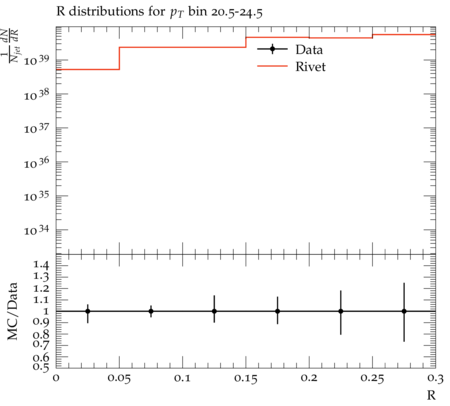 R distributions for p_T bin 20.5-24.5
1/N_jet dN/dR
10^39
10^38
10^37
10^36
10^35
10^34
Data
Rivet
MC/Data
1.4
1.3
1.2
1.1
1
0.9
0.8
0.7
0.6
0.5
0 0.05 0.1 0.15 0.2 0.25 0.3
R